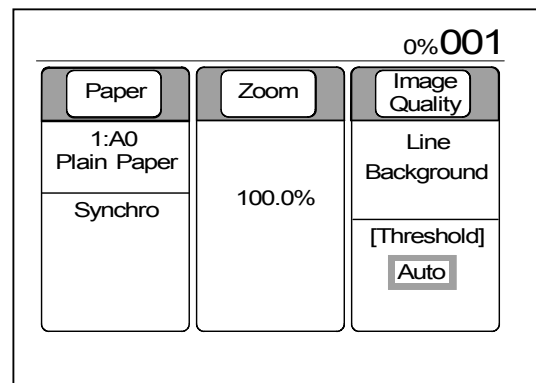 0%001
Paper
1:A0
Plain Paper
Synchro
Zoom
100.0%
Image
Quality
Line
Background
[Threshold]
Auto